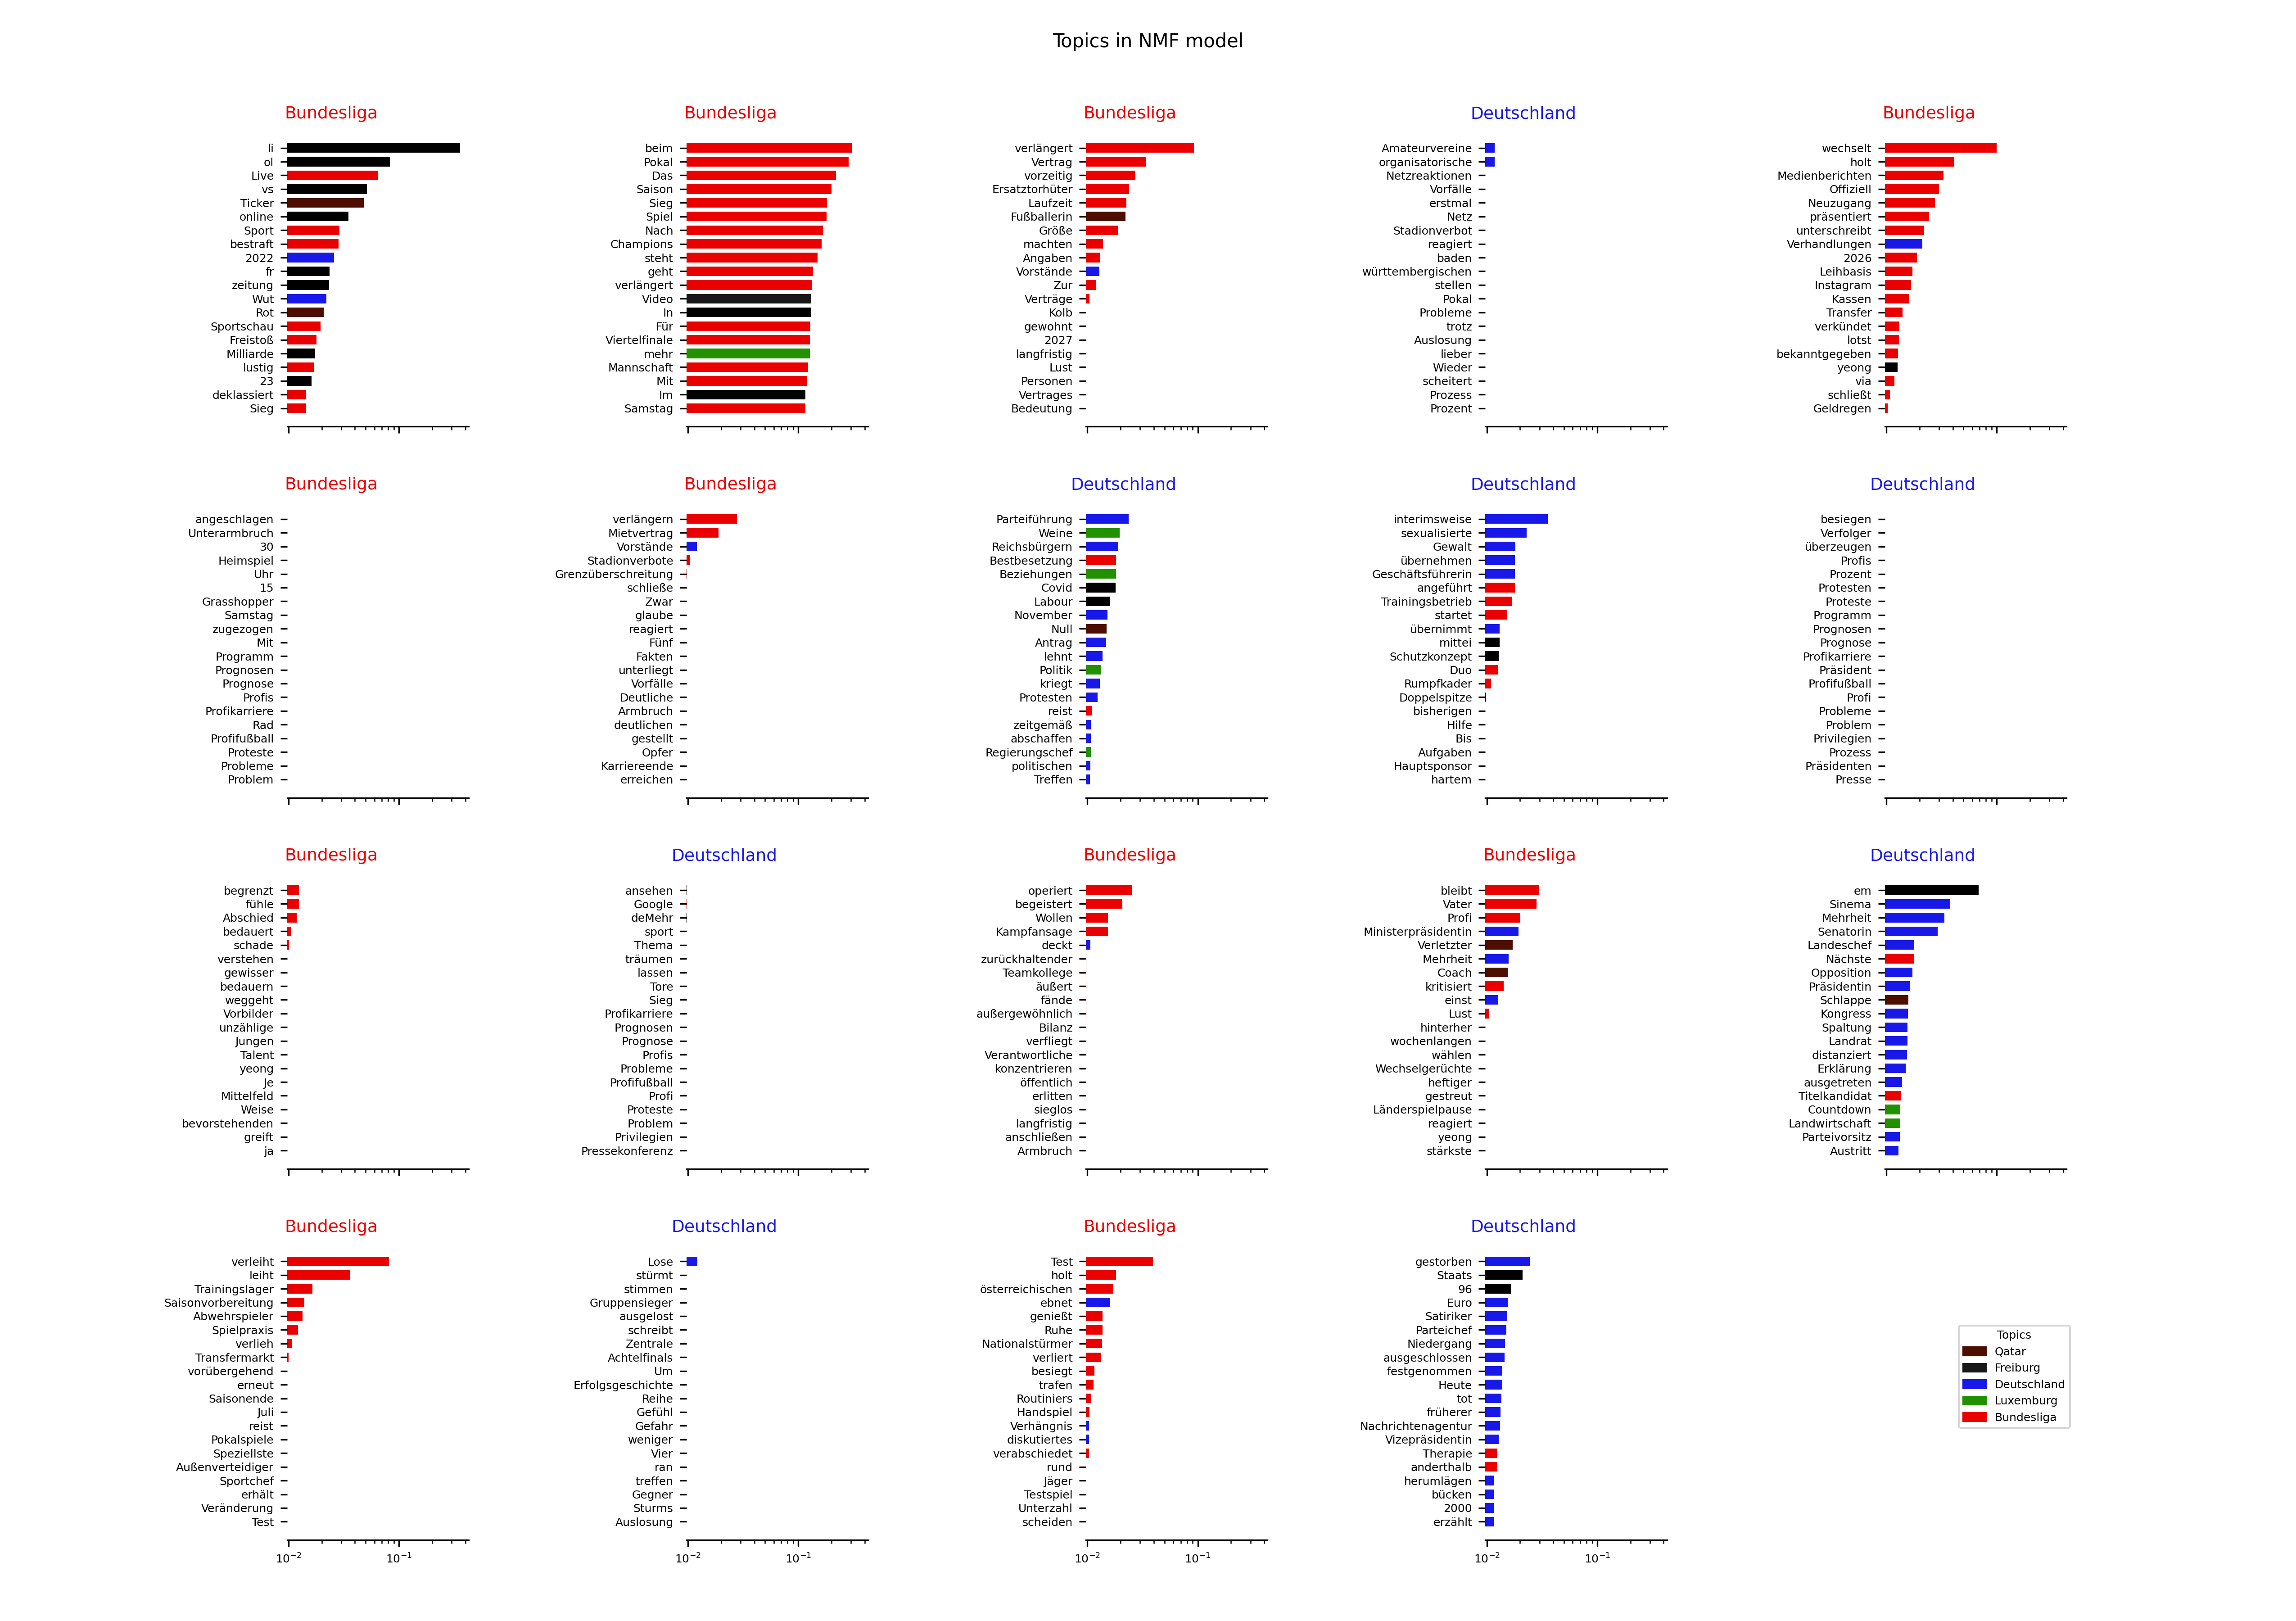 Topics in NMF model
Bundesliga
li
ol
Live
vs
Ticker
online
Sport
bestraft
2022
fr
zeitung
Wut
Rot
Sportschau
Freistoß
Milliarde
lustig
23
deklassiert
Sieg
Bundesliga
beim
Pokal
Das
Saison
Sieg
Spiel
Nach
Champions
steht
geht
verlängert
Video
In
Für
Viertelfinale
mehr
Mannschaft
Mit
Im
Samstag
Bundesliga
verlängert
Vertrag
vorzeitig
Ersatztorhüter
Laufzeit
Fußballerin
Größe
machten
Angaben
Vorstände
Zur
Verträge
Kolb
gewohnt
2027
langfristig
Lust
Personen
Vertrages
Bedeutung
Deutschland
Amateurvereine
organisatorische
Netzreaktionen
Vorfälle
erstmal
Netz
Stadionverbot
reagiert
baden
württembergischen
stellen
Pokal
Probleme
trotz
Auslosung
lieber
Wieder
scheitert
Prozess
Prozent
Bundesliga
wechselt
holt
Medienberichten
Offiziell
Neuzugang
präsentiert
unterschreibt
Verhandlungen
2026
Leihbasis
Instagram
Kassen
Transfer
verkündet
lotst
bekanntgegeben
yeong
via
schließt
Geldregen
Bundesliga
angeschlagen
Unterarmbruch
30
Heimspiel
Uhr
15
Grasshopper
Samstag
zugezogen
Mit
Programm
Prognosen
Prognose
Profis
Profikarriere
Rad
Profifußball
Proteste
Probleme
Problem
Bundesliga
verlängern
Mietvertrag
Vorstände
Stadionverbote
Grenzüberschreitung
schließe
Zwar
glaube
reagiert
Fünf
Fakten
unterliegt
Vorfälle
Deutliche
Armbruch
deutlichen
gestellt
Opfer
Karriereende
erreichen
Deutschland
Parteiführung
Weine
Reichsbürgern
Bestbesetzung
Beziehungen
Covid
Labour
November
Null
Antrag
lehnt
Politik
kriegt
Protesten
reist
zeitgemäß
abschaffen
Regierungschef
politischen
Treffen
Deutschland
interimsweise
sexualisierte
Gewalt
übernehmen
Geschäftsführerin
angeführt
Trainingsbetrieb
startet
übernimmt
mittei
Schutzkonzept
Duo
Rumpfkader
Doppelspitze
bisherigen
Hilfe
Bis
Aufgaben
Hauptsponsor
hartem
Deutschland
besiegen
Verfolger
überzeugen
Profis
Prozent
Protesten
Proteste
Programm
Prognosen
Prognose
Profikarriere
Präsident
Profifußball
Profi
Probleme
Problem
Privilegien
Prozess
Präsidenten
Presse
Bundesliga
begrenzt
fühle
Abschied
bedauert
schade
verstehen
gewisser
bedauern
weggeht
Vorbilder
unzählige
Jungen
Talent
yeong
Je
Mittelfeld
Weise
bevorstehenden
greift
ja
Deutschland
ansehen
Google
deMehr
sport
Thema
träumen
lassen
Tore
Sieg
Profikarriere
Prognosen
Prognose
Profis
Probleme
Profifußball
Profi
Proteste
Problem
Privilegien
Pressekonferenz
Bundesliga
operiert
begeistert
Wollen
Kampfansage
deckt
zurückhaltender
Teamkollege
äußert
fände
außergewöhnlich
Bilanz
verfliegt
Verantwortliche
konzentrieren
öffentlich
erlitten
sieglos
langfristig
anschließen
Armbruch
Bundesliga
bleibt
Vater
Profi
Ministerpräsidentin
Verletzter
Mehrheit
Coach
kritisiert
einst
Lust
hinterher
wochenlangen
wählen
Wechselgerüchte
heftiger
gestreut
Länderspielpause
reagiert
yeong
stärkste
Deutschland
em
Sinema
Mehrheit
Senatorin
Landeschef
Nächste
Opposition
Präsidentin
Schlappe
Kongress
Spaltung
Landrat
distanziert
Erklärung
ausgetreten
Titelkandidat
Countdown
Landwirtschaft
Parteivorsitz
Austritt
Bundesliga
verleiht
leiht
Trainingslager
Saisonvorbereitung
Abwehrspieler
Spielpraxis
verlieh
Transfermarkt
vorübergehend
erneut
Saisonende
Juli
reist
Pokalspiele
Speziellste
Außenverteidiger
Sportchef
erhält
Veränderung
Test
10⁻² 10⁻¹
Deutschland
Lose
stürmt
stimmen
Gruppensieger
ausgelost
schreibt
Zentrale
Achtelfinals
Um
Erfolgsgeschichte
Reihe
Gefühl
Gefahr
weniger
Vier
ran
treffen
Gegner
Sturms
Auslosung
10⁻² 10⁻¹
Bundesliga
Test
holt
österreichischen
ebnet
genießt
Ruhe
Nationalstürmer
verliert
besiegt
trafen
Routiniers
Handspiel
Verhängnis
diskutiertes
verabschiedet
rund
Jäger
Testspiel
Unterzahl
scheiden
10⁻² 10⁻¹
Deutschland
gestorben
Staats
96
Euro
Satiriker
Parteichef
Niedergang
ausgeschlossen
festgenommen
Heute
tot
früherer
Nachrichtenagentur
Vizepräsidentin
Therapie
anderthalb
herumlägen
bücken
2000
erzählt
10⁻² 10⁻¹
Topics
Qatar
Freiburg
Deutschland
Luxemburg
Bundesliga